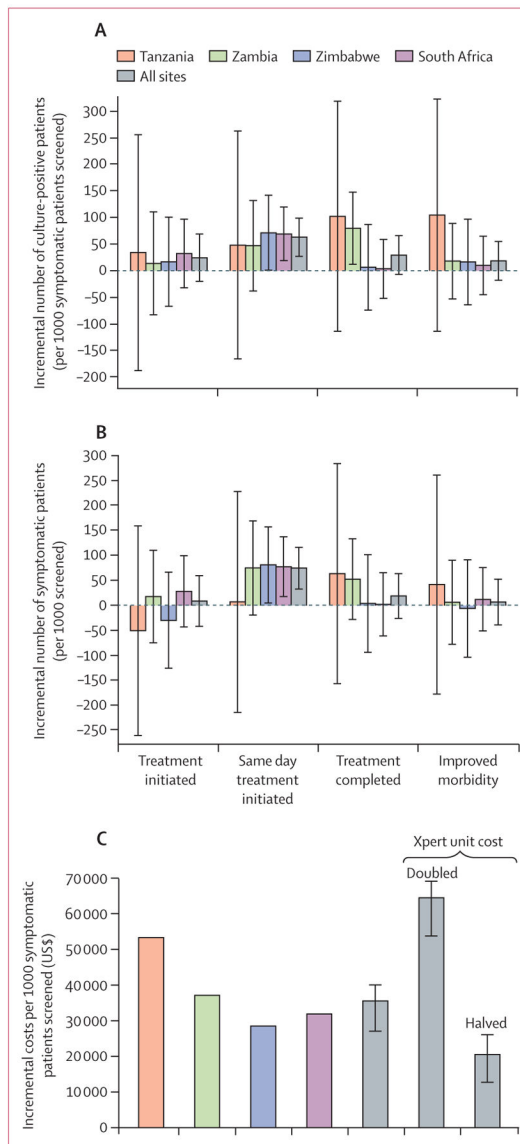 A
Tanzania Zambia Zimbabwe South Africa
All sites
Incremental number of culture-positive patients
(per 1000 symptomatic patients screened)
300
250
200
150
100
50
0
−50
−100
−150
−200
B
Incremental number of symptomatic patients
(per 1000 screened)
300
250
200
150
100
50
0
−50
−100
−150
−200
−250
Treatment
initiated
Same day
treatment
initiated
Treatment
completed
Improved
morbidity
C
Xpert unit cost
Doubled
Halved
Incremental costs per 1000 symptomatic
patients screened (US$)
70 000
60 000
50 000
40 000
30 000
20 000
10 000
0